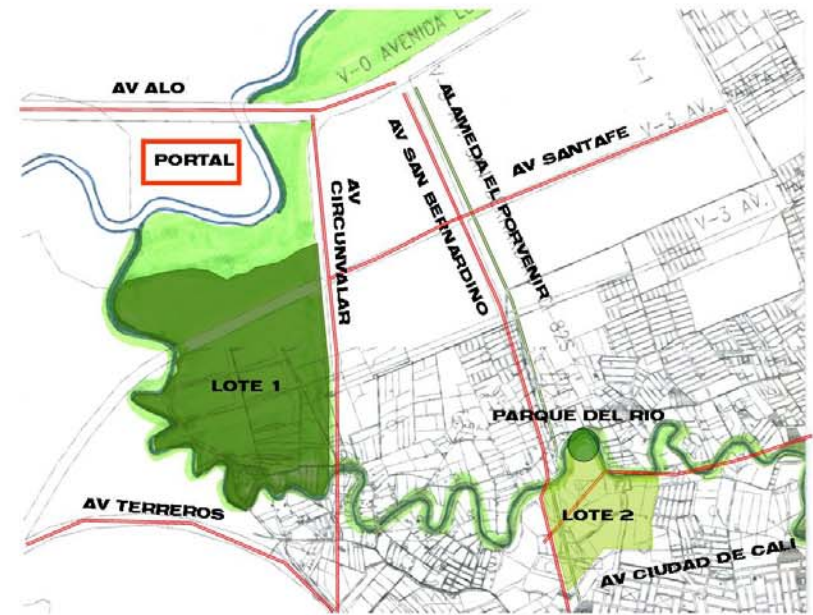 V-0 AVENIDA
AV ALO
PORTAL
AV CIRCUNVALAR
AV SAN BERNARDINO
ALAMEDA EL PORVENIR
AV SANTAFE
V-3 AV.
V-1
V-3 AV.
825
LOTE 1
PARQUE DEL RIO
AV TERREROS
LOTE 2
AV CIUDAD DE CALI